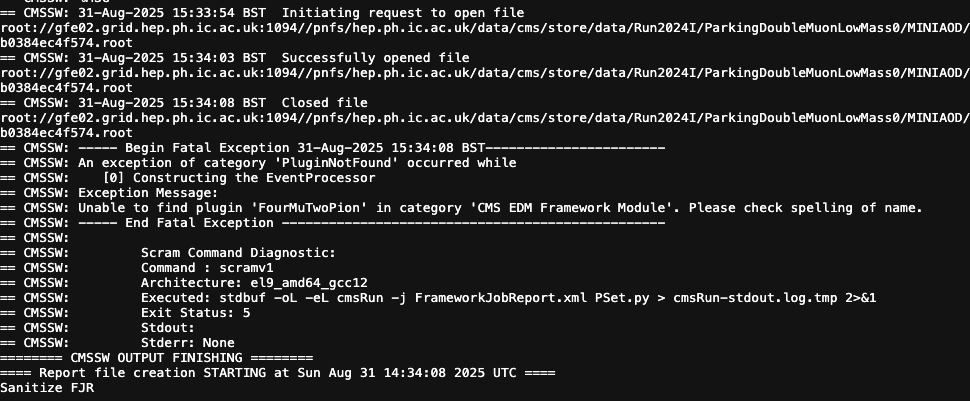 == CMSSW: 31-Aug-2025 15:33:54 BST  Initiating request to open file
root://gfe02.grid.hep.ph.ic.ac.uk:1094//pnfs/hep.ph.ic.ac.uk/data/cms/store/data/Run2024I/ParkingDoubleMuonLowMass0/MINIAOD/
b0384ec4f574.root
== CMSSW: 31-Aug-2025 15:34:03 BST  Successfully opened file
root://gfe02.grid.hep.ph.ic.ac.uk:1094//pnfs/hep.ph.ic.ac.uk/data/cms/store/data/Run2024I/ParkingDoubleMuonLowMass0/MINIAOD/
b0384ec4f574.root
== CMSSW: 31-Aug-2025 15:34:08 BST  Closed file
root://gfe02.grid.hep.ph.ic.ac.uk:1094//pnfs/hep.ph.ic.ac.uk/data/cms/store/data/Run2024I/ParkingDoubleMuonLowMass0/MINIAOD/
b0384ec4f574.root
== CMSSW: ----- Begin Fatal Exception 31-Aug-2025 15:34:08 BST-----------------------
== CMSSW: An exception of category 'PluginNotFound' occurred while
== CMSSW:    [0] Constructing the EventProcessor
== CMSSW: Exception Message:
== CMSSW: Unable to find plugin 'FourMuTwoPion' in category 'CMS EDM Framework Module'. Please check spelling of name.
== CMSSW: ----- End Fatal Exception -------------------------------------------------
== CMSSW:
== CMSSW:         Scram Command Diagnostic:
== CMSSW:         Command : scramv1
== CMSSW:         Architecture: el9_amd64_gcc12
== CMSSW:         Executed: stdbuf -oL -eL cmsRun -j FrameworkJobReport.xml PSet.py > cmsRun-stdout.log.tmp 2>&1
== CMSSW:         Exit Status: 5
== CMSSW:         Stdout:
== CMSSW:         Stderr: None
======== CMSSW OUTPUT FINISHING ========
==== Report file creation STARTING at Sun Aug 31 14:34:08 2025 UTC ====
Sanitize FJR